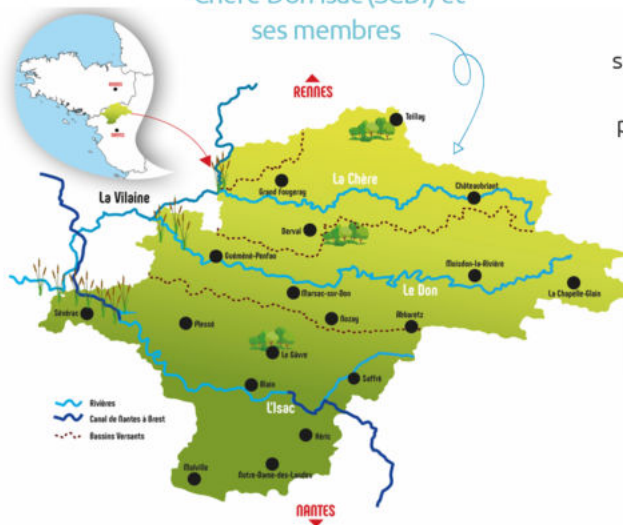 ses membres
s
p
RENNES
Teillay
La Chère
Grand Fougeray
Châteaubriant
La Vilaine
Derval
Guéméné-Penfao
Moisdon-la-Rivière
Le Don
La Chapelle-Glain
Marsac-sur-Don
Sévérac
Plessé
Nozay
Abbaretz
Le Gâvre
Saffré
Blain
L'Isac
Rivières
Canal de Nantes à Brest
Bassins Versants
Héric
Malville
Notre-Dame-des-Landes
NANTES